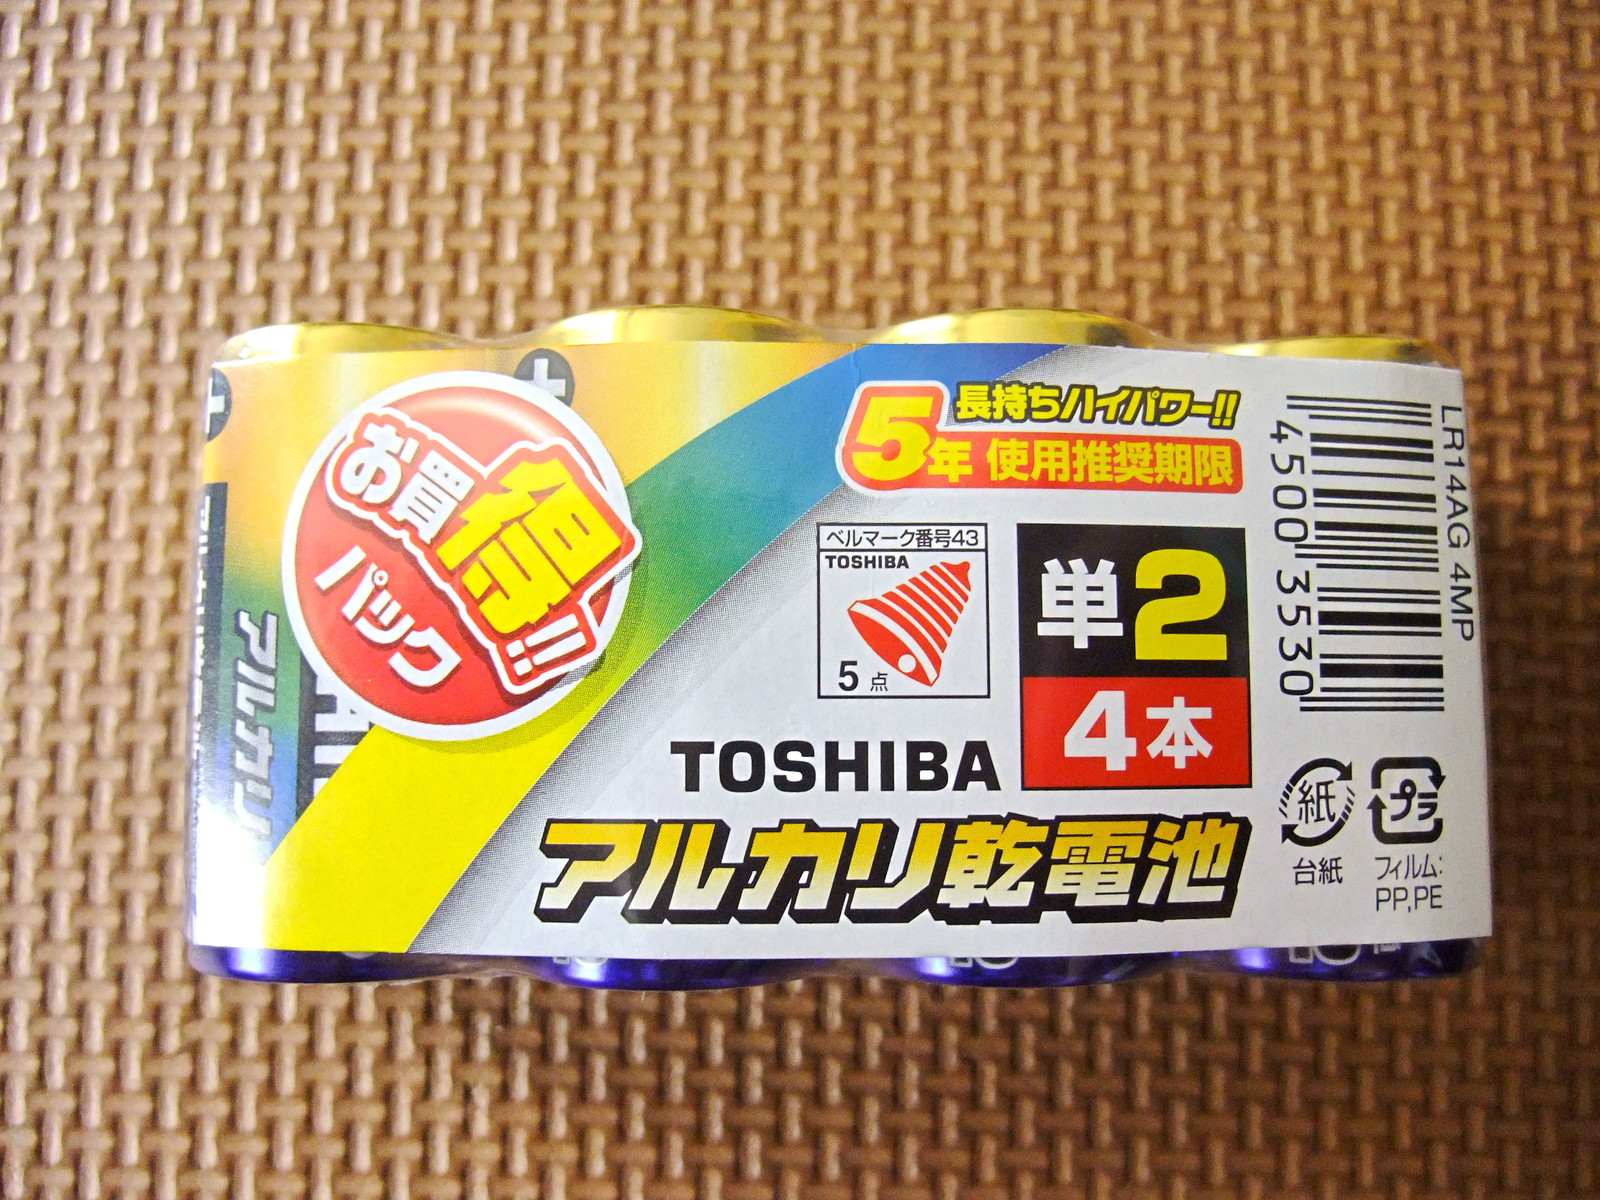 お買得!!
パック
アルカリ
長持ちハイパワー!!
5年 使用推奨期限
ベルマーク番号43
TOSHIBA
5点
単2
4本
TOSHIBA
アルカリ乾電池
LR14AG 4MP
4500 3530
紙
台紙
プラ
フィルム:
PP,PE